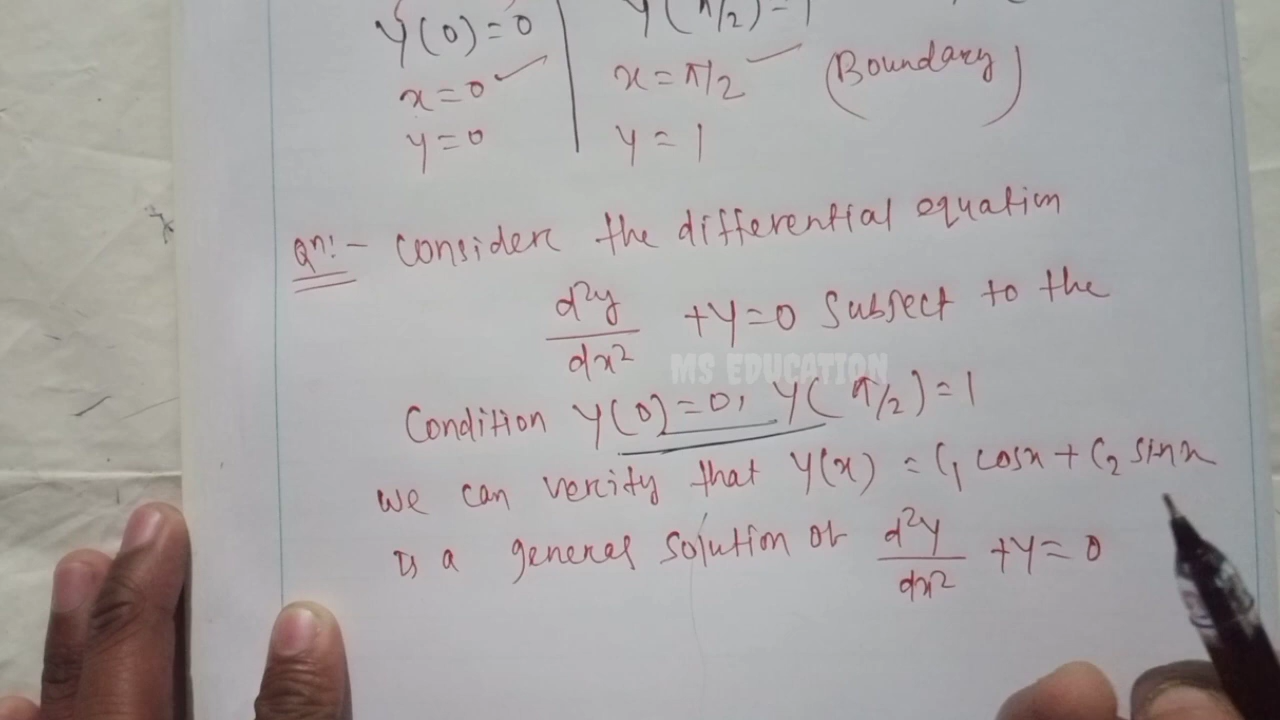 y(0)=0 y(π/2)=1
x=0 x=π/2 (Boundary)
y=0 y=1
Qn:- Consider the differential equation
d²y/dx² +y=0 Subject to the
MS EDUCATION
Condition y(0)=0, y(π/2)=1
we can verify that y(x) = C₁ cosx + C₂ sinx
is a general solution of d²y/dx² +y=0